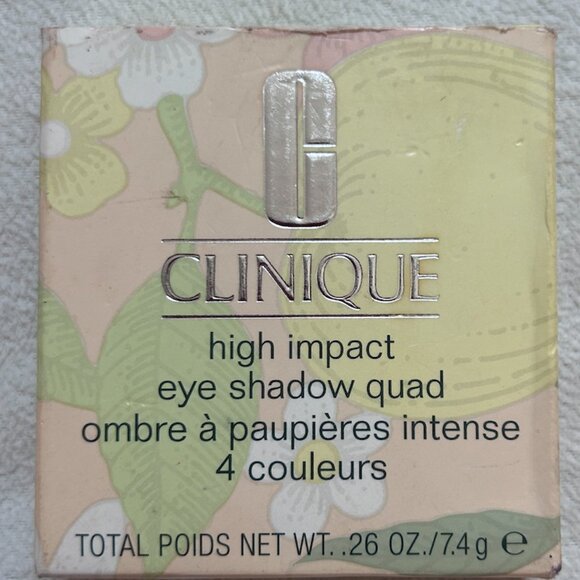 CLINIQUE
high impact
eye shadow quad
ombre à paupières intense
4 couleurs
TOTAL POIDS NET WT. .26 OZ./7.4 g ℮